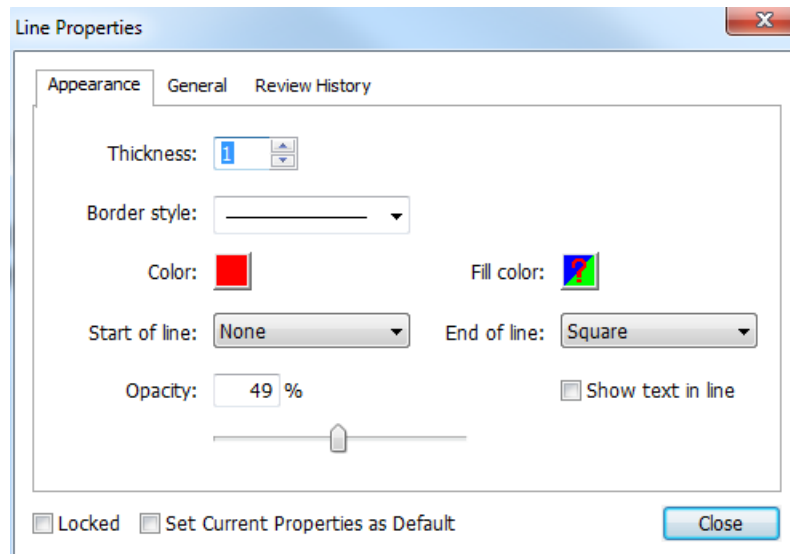 Line Properties
Appearance General Review History
Thickness: 1
Border style:
Color: Fill color: ?
Start of line: None End of line: Square
Opacity: 49 % Show text in line
Locked Set Current Properties as Default Close